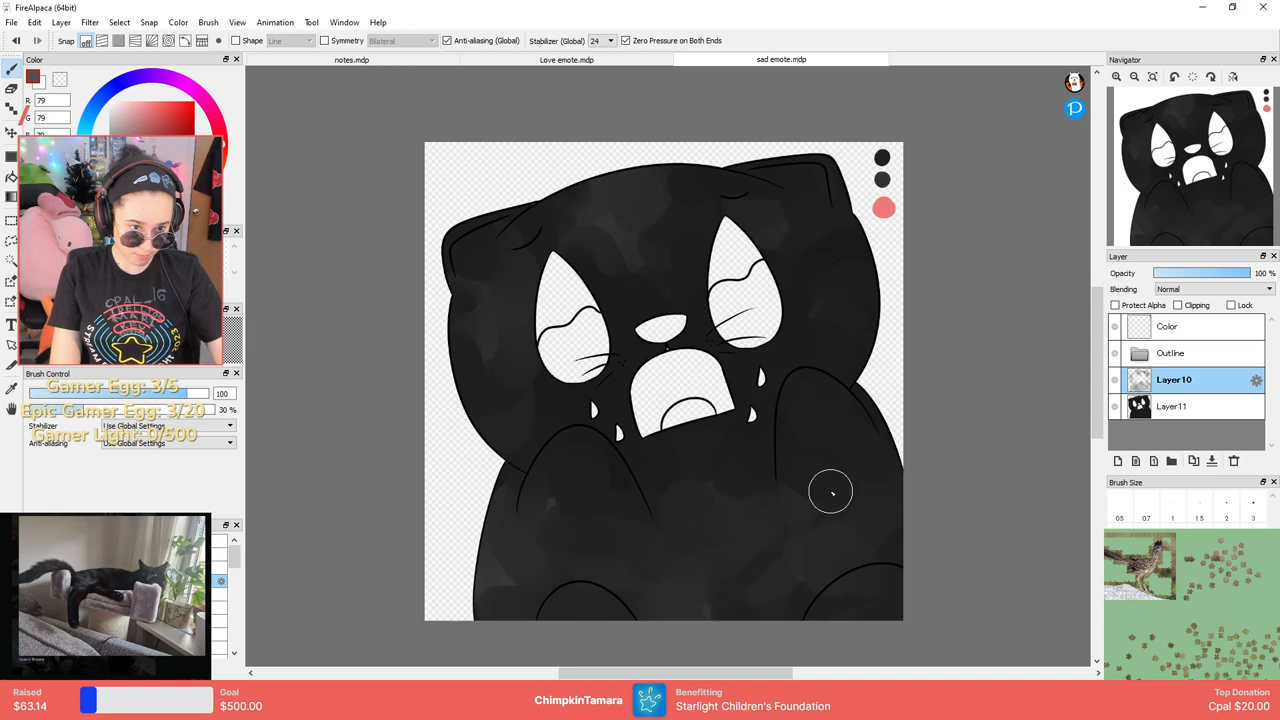 FireAlpaca (64bit)
File Edit Layer Filter Select Snap Color Brush View Animation Tool Window Help
Snap off Shape Line Symmetry Bilateral Anti-aliasing (Global) Stabilizer (Global) 24 Zero Pressure on Both Ends
Color
notes.mdp Love emote.mdp sad emote.mdp
Navigator
R 79
G 79
CPAL_16
Layer
Opacity 100 %
Blending Normal
Protect Alpha Clipping Lock
Color
Outline
Layer10
Layer11
Brush Control
100
Gamer Egg: 3/5
30 %
Epic Gamer Egg: 3/20
Stabilizer Use Global Settings
Gamer Light: 0/500
Anti-aliasing Use Global Settings
Brush Size
0.5 0.7 1 1.5 2 3
Raised
$63.14
Goal
$500.00
ChimpkinTamara
Benefitting
Starlight Children's Foundation
Top Donation
Cpal $20.00